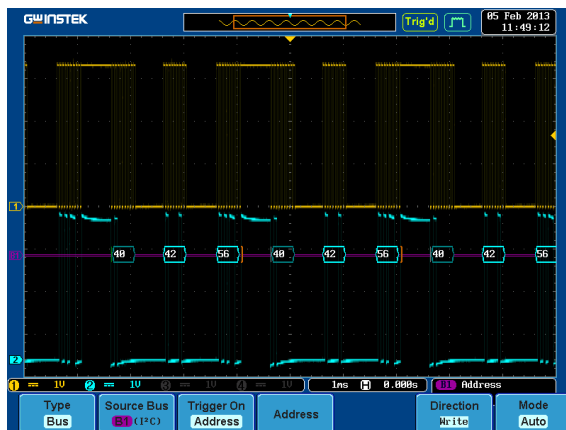 GWINSTEK
Trig'd
05 Feb 2013
11:49:12
1
40 42 56 40 42 56 40 42 56
2
1 1V 2 1V 3 1V 4 1V 1ms H 0.000s B1 Address
Type
Bus
Source Bus
B1 (I²C)
Trigger On
Address
Address
Direction
Write
Mode
Auto